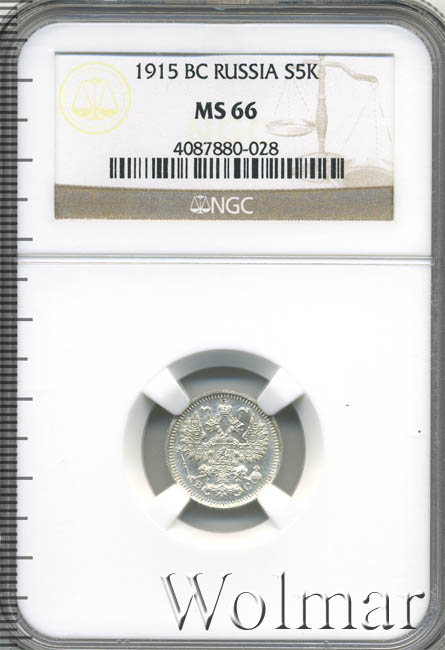 1915 BC RUSSIA S5K
MS 66
4087880-028
NGC
В С
Wolmar